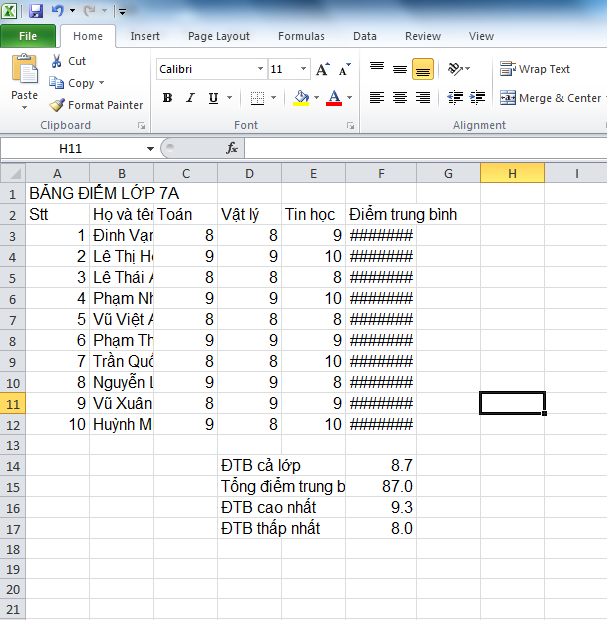 File Home Insert Page Layout Formulas Data Review View
Cut
Copy
Format Painter
Paste
Calibri 11
B I U
Wrap Text
Merge & Center
Clipboard Font Alignment
H11 fx
A B C D E F G H I
1 BẢNG ĐIỂM LỚP 7A
2 Stt Họ và tên Toán Vật lý Tin học Điểm trung bình
3 1 Đinh Vạn 8 8 9 #######
4 2 Lê Thị Ho 9 9 10 #######
5 3 Lê Thái A 8 8 8 #######
6 4 Phạm Nh 9 9 10 #######
7 5 Vũ Việt A 8 8 8 #######
8 6 Phạm Th 9 9 9 #######
9 7 Trần Quố 8 8 10 #######
10 8 Nguyễn L 9 9 8 #######
11 9 Vũ Xuân 8 9 9 #######
12 10 Huỳnh M 9 8 10 #######
13
14 ĐTB cả lớp 8.7
15 Tổng điểm trung b 87.0
16 ĐTB cao nhất 9.3
17 ĐTB thấp nhất 8.0
18
19
20
21